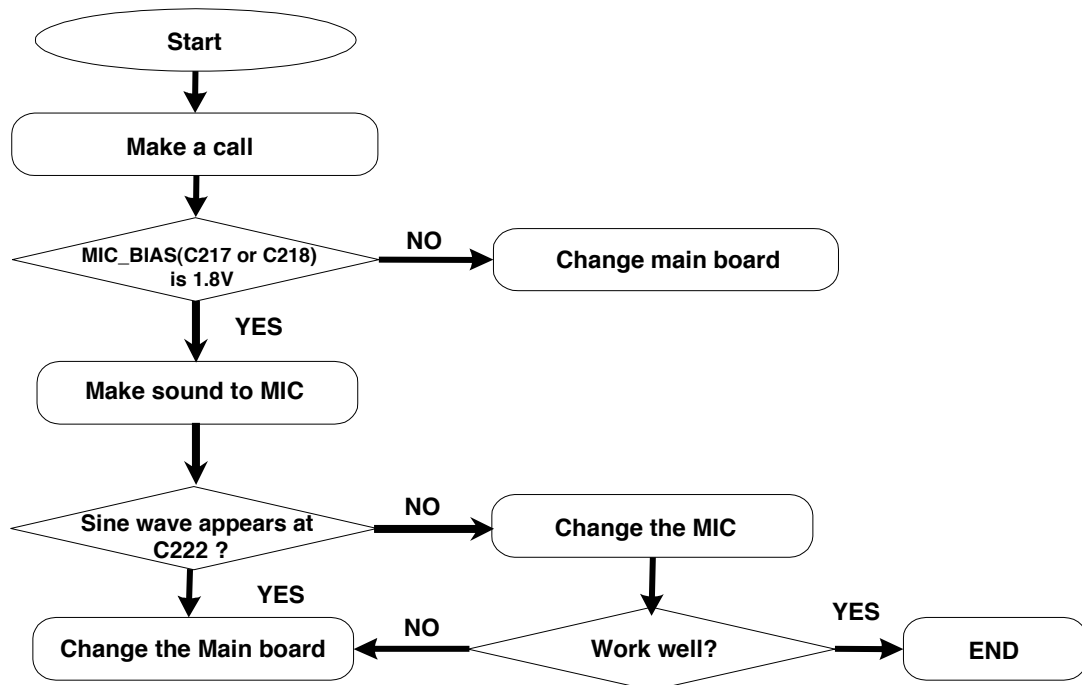 Start
Make a call
MIC_BIAS(C217 or C218)
is 1.8V
NO
Change main board
YES
Make sound to MIC
Sine wave appears at
C222 ?
NO
Change the MIC
YES
Change the Main board
NO
Work well?
YES
END